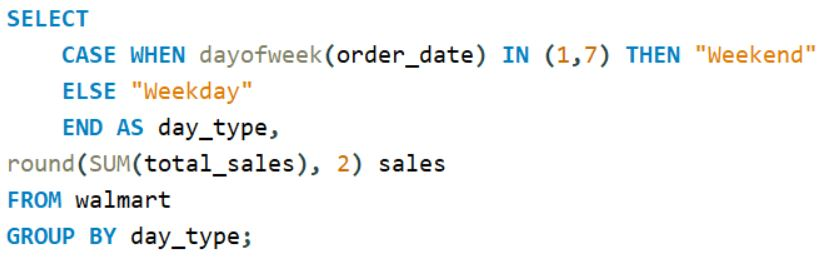 SELECT
    CASE WHEN dayofweek(order_date) IN (1,7) THEN "Weekend"
    ELSE "Weekday"
    END AS day_type,
round(SUM(total_sales), 2) sales
FROM walmart
GROUP BY day_type;